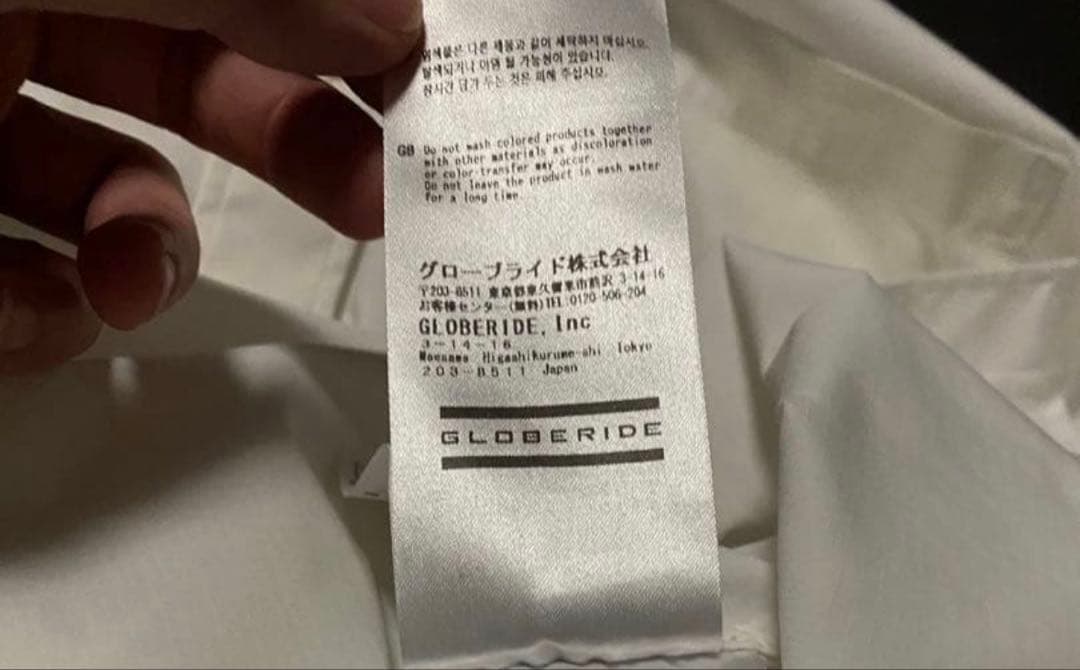 염색물은 다른 제품과 같이 세탁하지 마십시오.
탈색되거나 이염 될 가능성이 있습니다.
장시간 담가 두는 것은 피해 주십시오.
GB Do not wash colored products together
with other materials as discoloration
or color-transfer may occur.
Do not leave the product in wash water
for a long time.
グローブライド株式会社
〒203-8511 東京都東久留米市前沢 3-14-16
お客様センター(無料)TEL:0120-506-204
GLOBERIDE, Inc
3-14-16
Maesawa Higashikurume-shi Tokyo
203-8511 Japan
GLOBERIDE